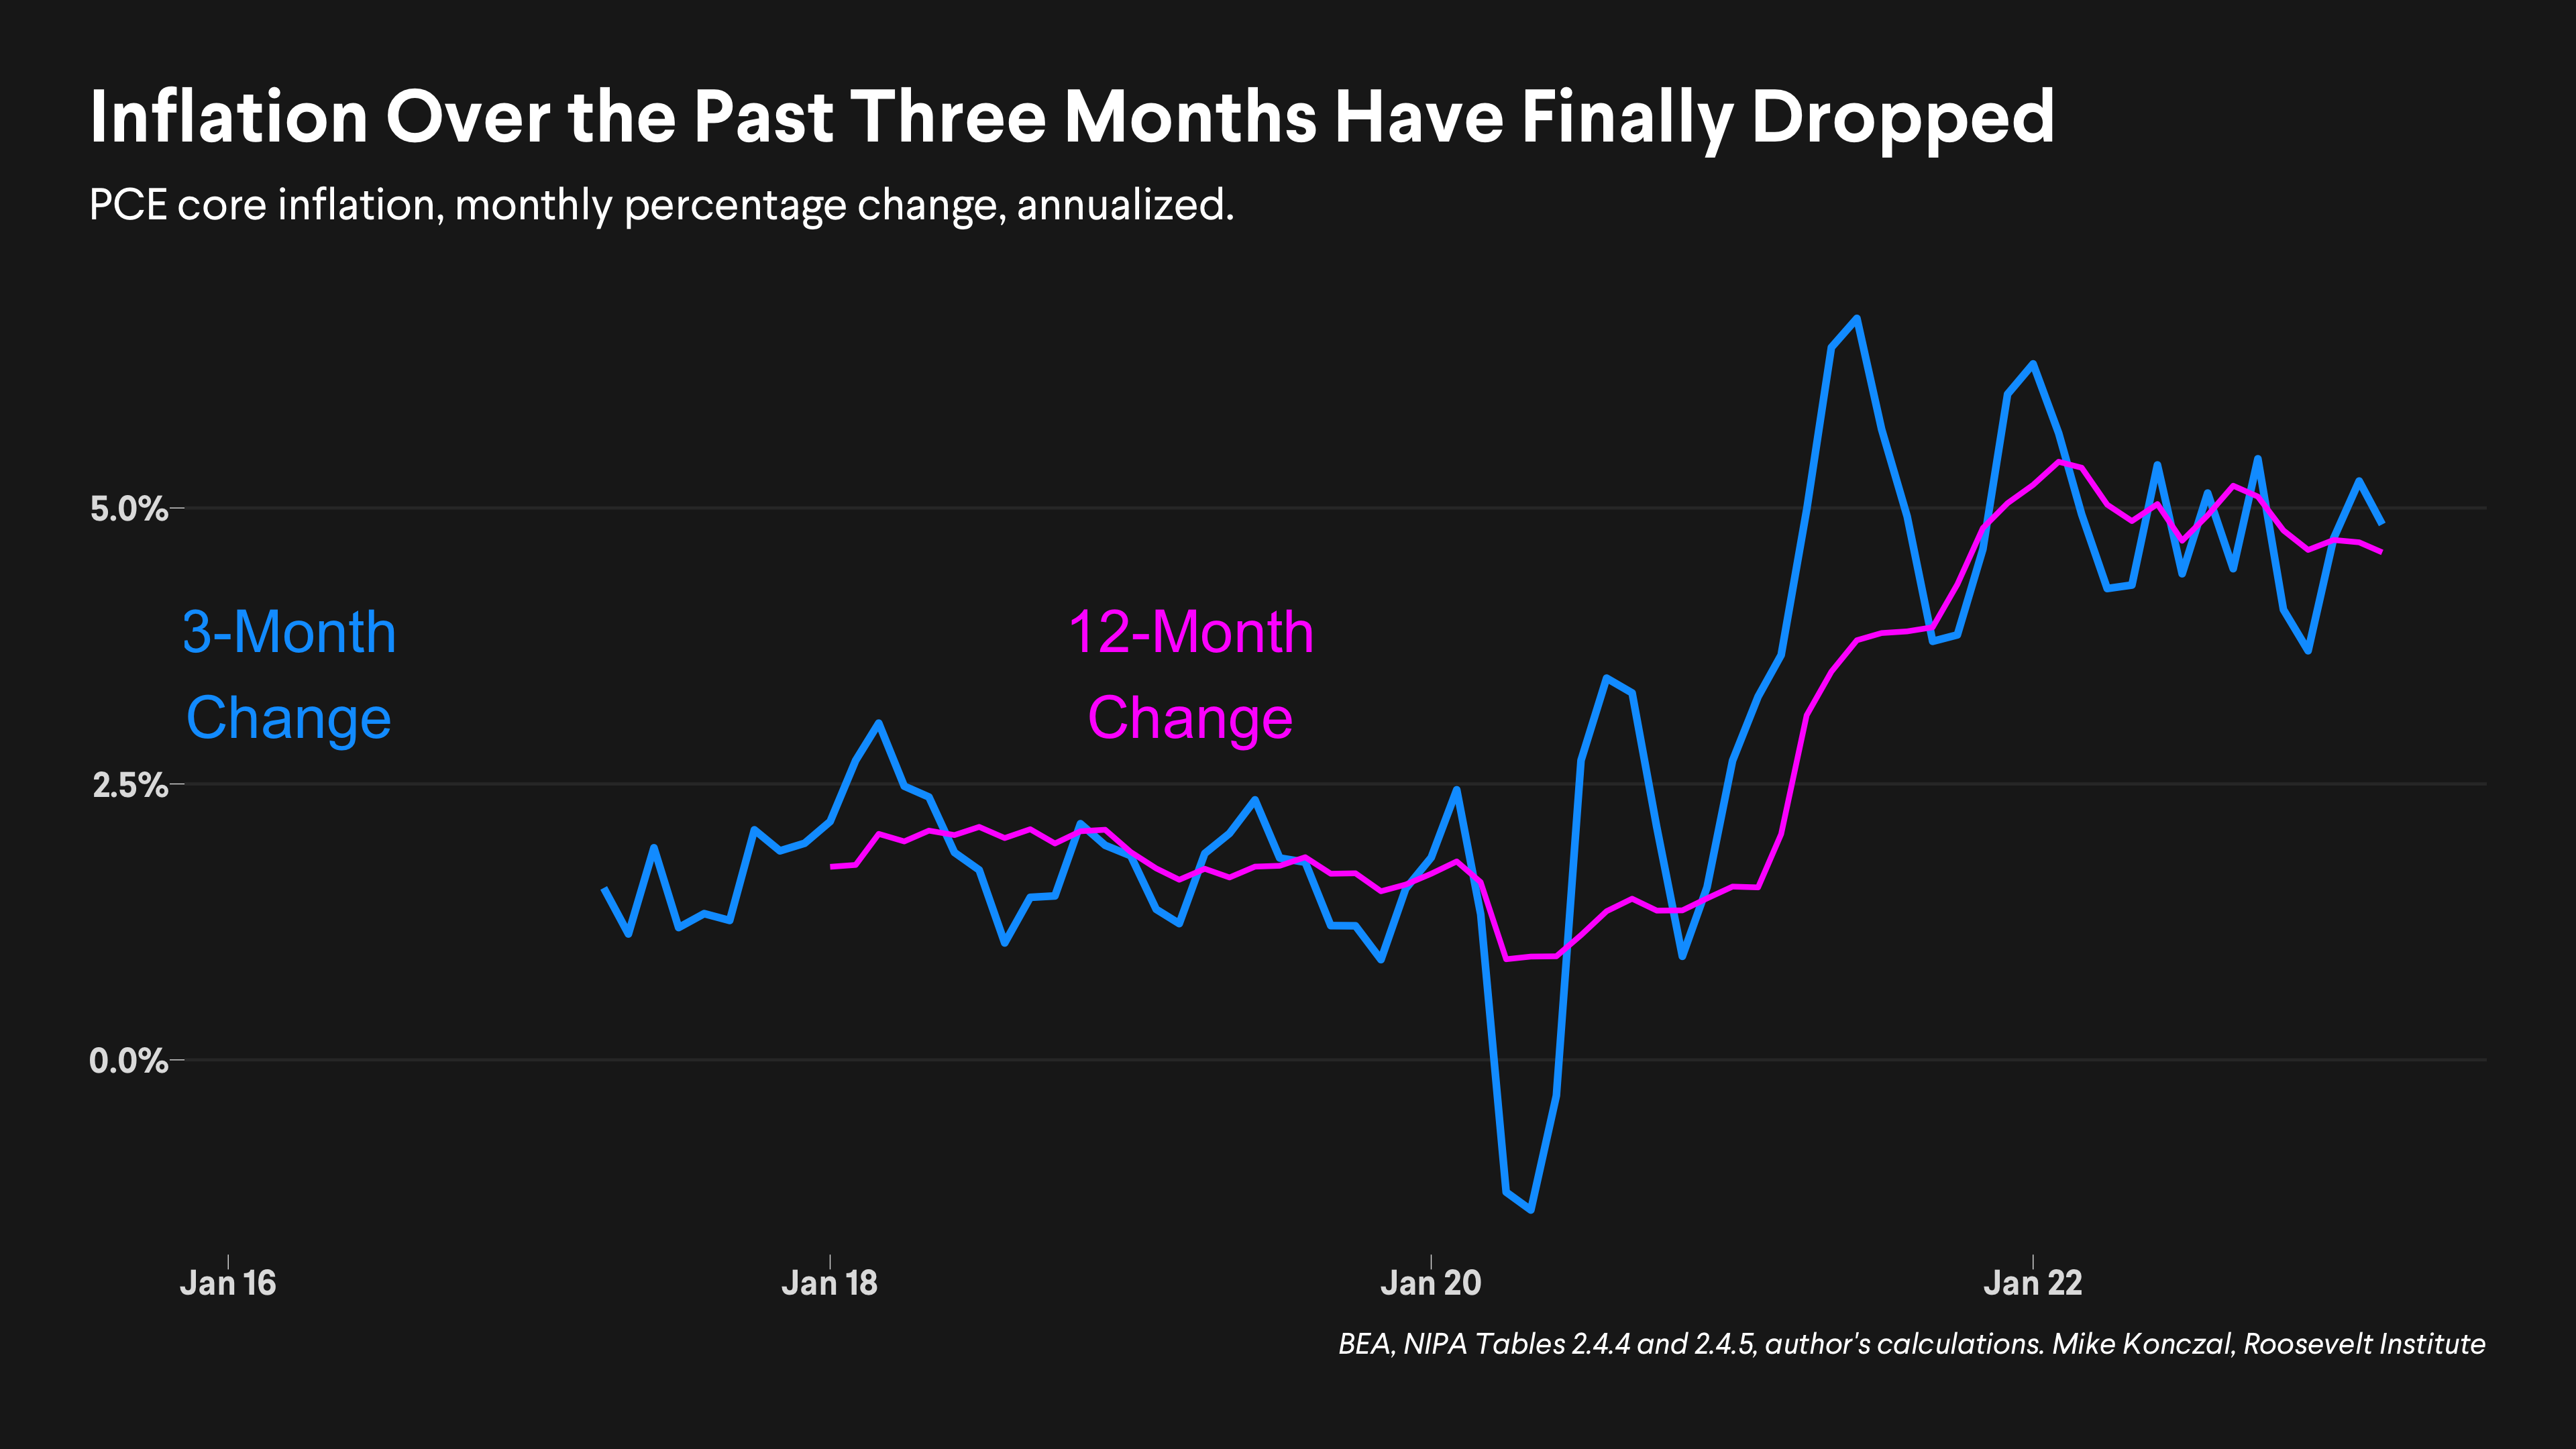 Inflation Over the Past Three Months Have Finally Dropped
PCE core inflation, monthly percentage change, annualized.
5.0%
3-Month
Change
12-Month
Change
2.5%
0.0%
Jan 16
Jan 18
Jan 20
Jan 22
BEA, NIPA Tables 2.4.4 and 2.4.5, author's calculations. Mike Konczal, Roosevelt Institute